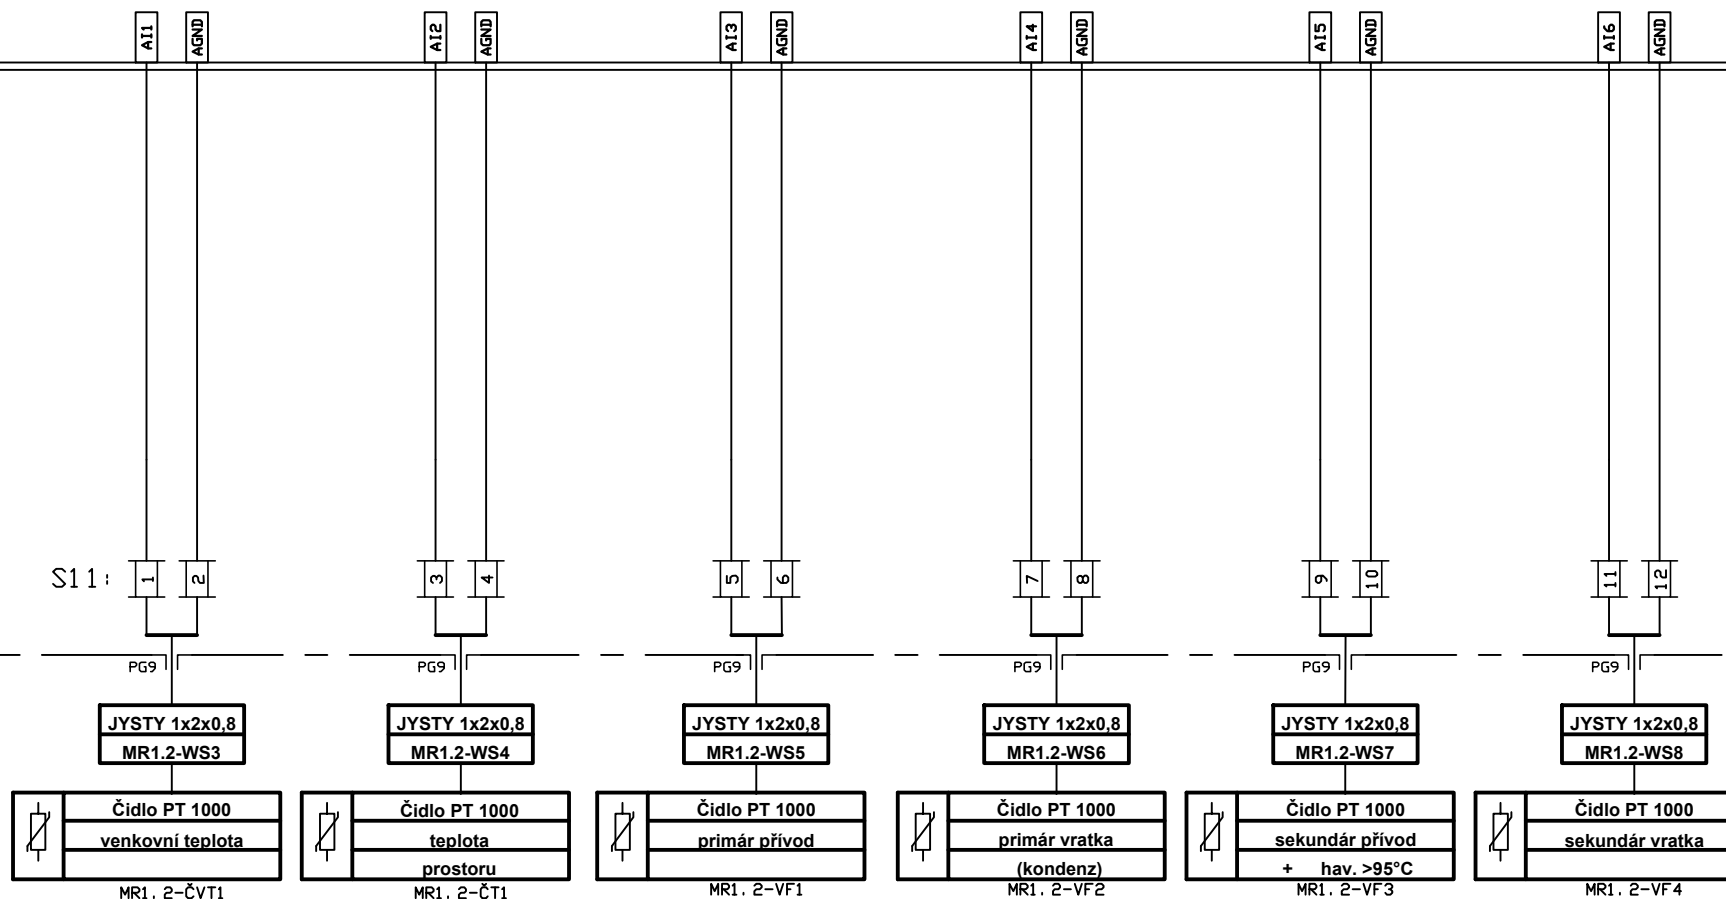 AI1 AGND AI2 AGND AI3 AGND AI4 AGND AI5 AGND AI6 AGND
S11: 1 2 3 4 5 6 7 8 9 10 11 12
PG9 PG9 PG9 PG9 PG9 PG9
JYSTY 1x2x0,8 JYSTY 1x2x0,8 JYSTY 1x2x0,8 JYSTY 1x2x0,8 JYSTY 1x2x0,8 JYSTY 1x2x0,8
MR1.2-WS3 MR1.2-WS4 MR1.2-WS5 MR1.2-WS6 MR1.2-WS7 MR1.2-WS8
Čidlo PT 1000 Čidlo PT 1000 Čidlo PT 1000 Čidlo PT 1000 Čidlo PT 1000 Čidlo PT 1000
venkovní teplota teplota primár přívod primár vratka sekundár přívod sekundár vratka
prostoru (kondenz) + hav. >95°C
MR1.2-ČVT1 MR1.2-ČT1 MR1.2-VF1 MR1.2-VF2 MR1.2-VF3 MR1.2-VF4